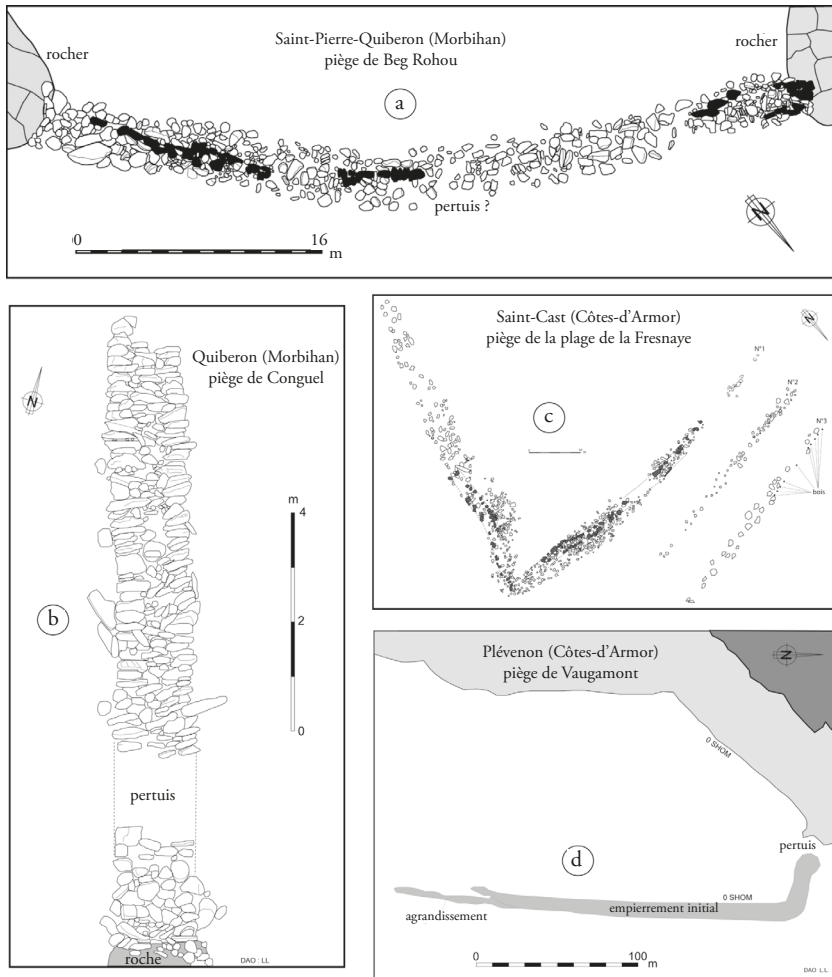 Saint-Pierre-Quiberon (Morbihan)
piège de Beg Rohou
rocher
rocher
a
pertuis ?
N
0 16
m
Quiberon (Morbihan)
piège de Conguel
N
m
4
2
0
b
pertuis
roche
DAO : LL
Saint-Cast (Côtes-d'Armor)
piège de la plage de la Fresnaye
N
N°1
N°2
N°3
c
bois
Plévenon (Côtes-d'Armor)
piège de Vaugamont
N
0 SHOM
pertuis
d
0 SHOM
empierrement initial
agrandissement
0 100
m
DAO : LL